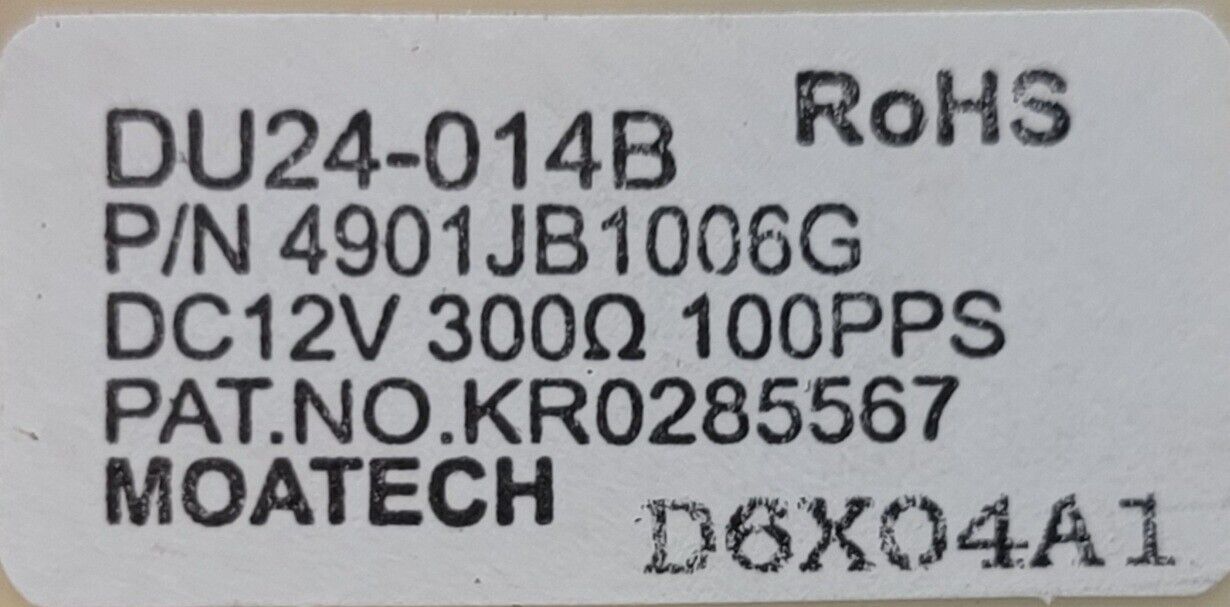 RoHS
DU24-014B
P/N 4901JB1006G
DC12V 300Ω 100PPS
PAT.NO.KR0285567
MOATECH
D6X04A1